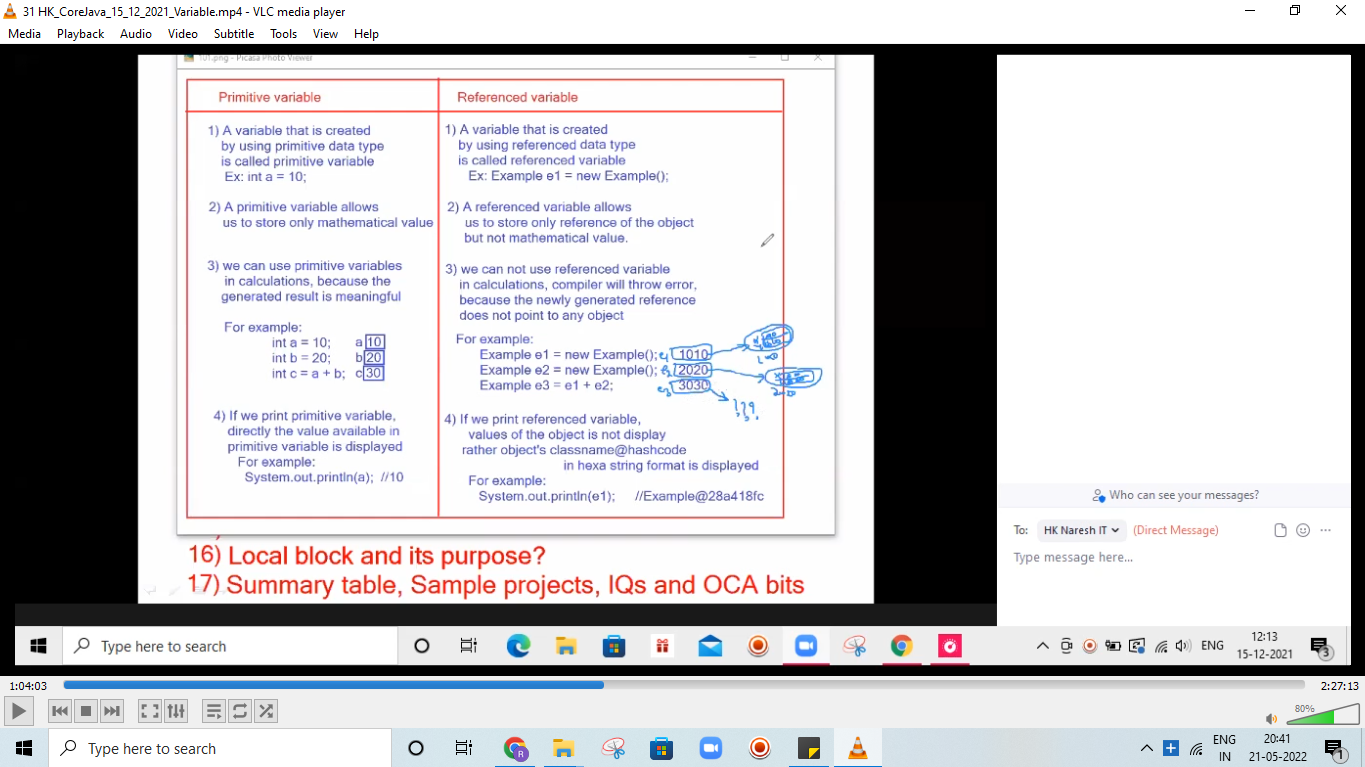 31 HK_CoreJava_15_12_2021_Variable.mp4 - VLC media player
Media Playback Audio Video Subtitle Tools View Help
101.png - Picasa Photo Viewer
Primitive variable
1) A variable that is created
by using primitive data type
is called primitive variable
Ex: int a = 10;
2) A primitive variable allows
us to store only mathematical value
3) we can use primitive variables
in calculations, because the
generated result is meaningful
For example:
int a = 10; a 10
int b = 20; b 20
int c = a + b; c 30
4) If we print primitive variable,
directly the value available in
primitive variable is displayed
For example:
System.out.println(a); //10
Referenced variable
1) A variable that is created
by using referenced data type
is called referenced variable
Ex: Example e1 = new Example();
2) A referenced variable allows
us to store only reference of the object
but not mathematical value.
3) we can not use referenced variable
in calculations, compiler will throw error,
because the newly generated reference
does not point to any object
For example:
Example e1 = new Example(); e1 1010
Example e2 = new Example(); e2 2020
Example e3 = e1 + e2; e3 3030
4) If we print referenced variable,
values of the object is not display
rather object's classname@hashcode
in hexa string format is displayed
For example:
System.out.println(e1); //Example@28a418fc
16) Local block and its purpose?
17) Summary table, Sample projects, IQs and OCA bits
Who can see your messages?
To: HK Naresh IT (Direct Message)
Type message here...
Type here to search
ENG
12:13
15-12-2021
3
1:04:03
2:27:13
80%
Type here to search
R
ENG
IN
20:41
21-05-2022
1